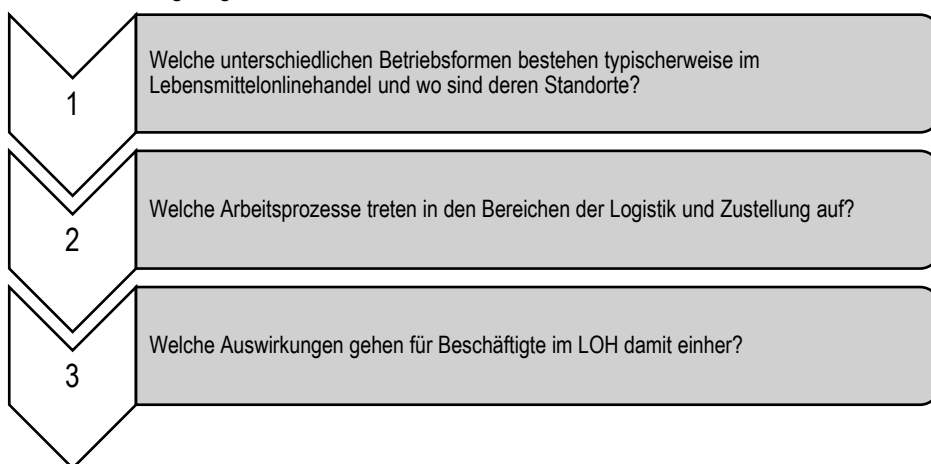 1
Welche unterschiedlichen Betriebsformen bestehen typischerweise im
Lebensmittelonlinehandel und wo sind deren Standorte?
2
Welche Arbeitsprozesse treten in den Bereichen der Logistik und Zustellung auf?
3
Welche Auswirkungen gehen für Beschäftigte im LOH damit einher?